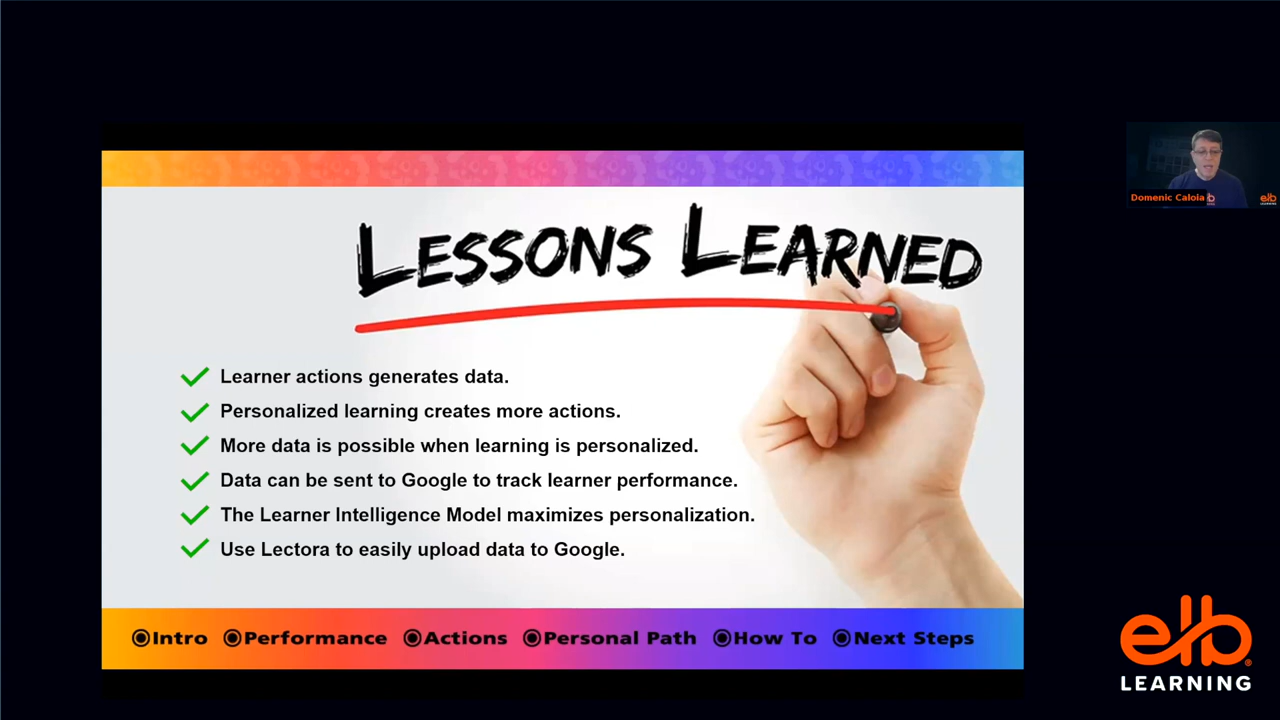 LESSONS LEARNED
Learner actions generates data.
Personalized learning creates more actions.
More data is possible when learning is personalized.
Data can be sent to Google to track learner performance.
The Learner Intelligence Model maximizes personalization.
Use Lectora to easily upload data to Google.
Intro Performance Actions Personal Path How To Next Steps
Domenic Caloia
elb
LEARNING
elb®
LEARNING